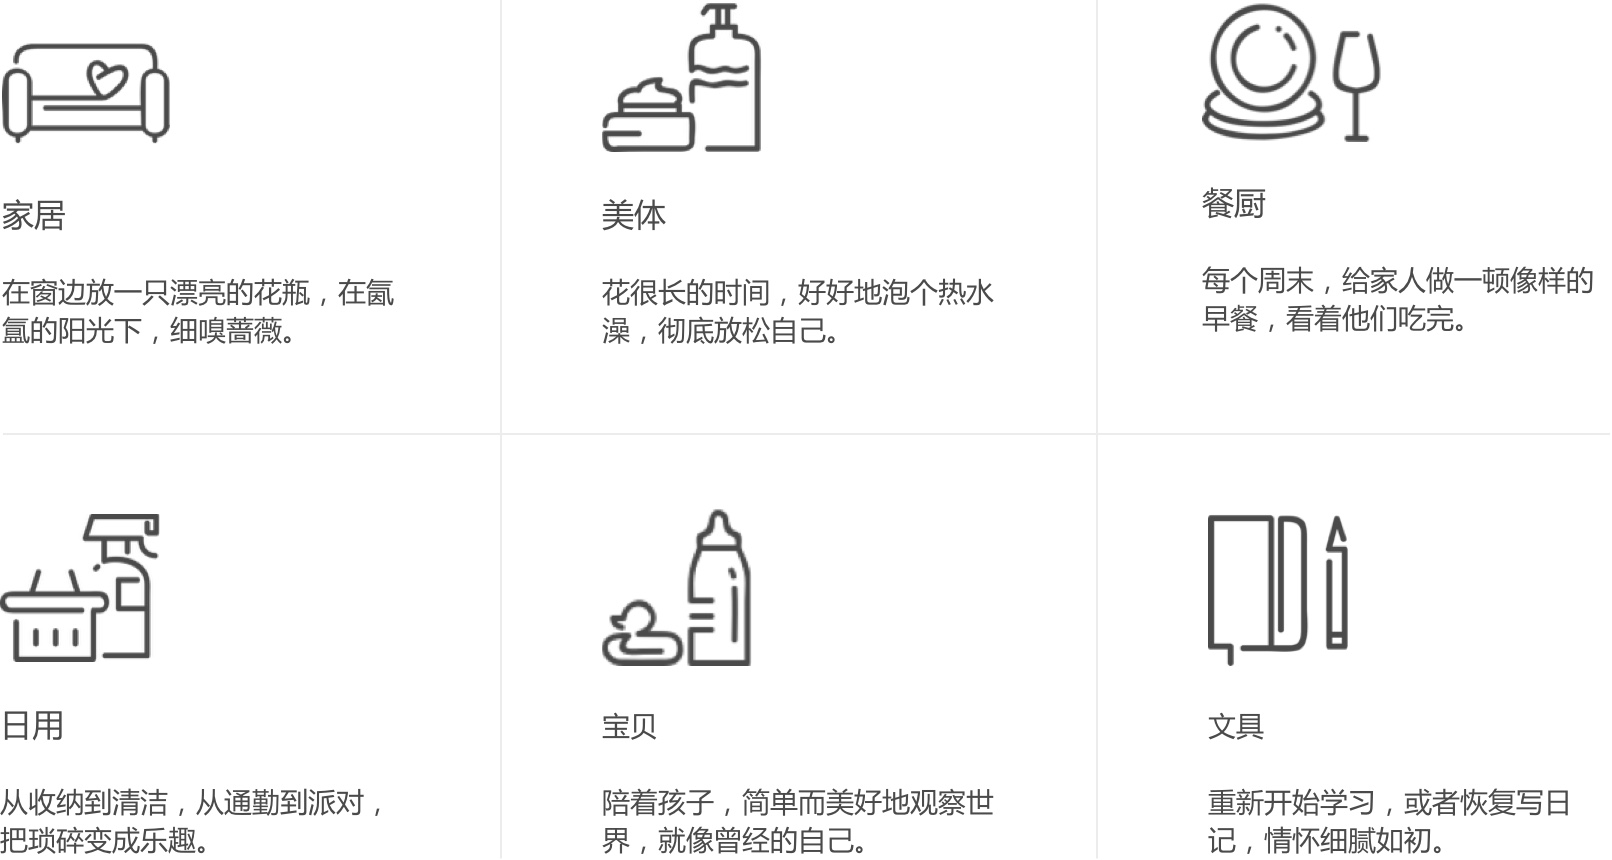 家居
在窗边放一只漂亮的花瓶，在氤
氲的阳光下，细嗅蔷薇。
美体
花很长的时间，好好地泡个热水
澡，彻底放松自己。
餐厨
每个周末，给家人做一顿像样的
早餐，看着他们吃完。
日用
从收纳到清洁，从通勤到派对，
把琐碎变成乐趣。
宝贝
陪着孩子，简单而美好地观察世
界，就像曾经的自己。
文具
重新开始学习，或者恢复写日
记，情怀细腻如初。